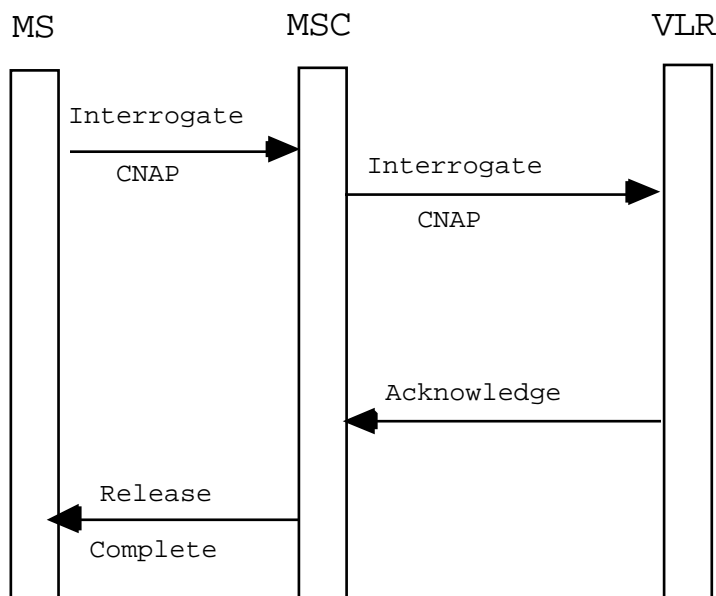 MS MSC VLR
Interrogate
CNAP
Interrogate
CNAP
Acknowledge
Release
Complete